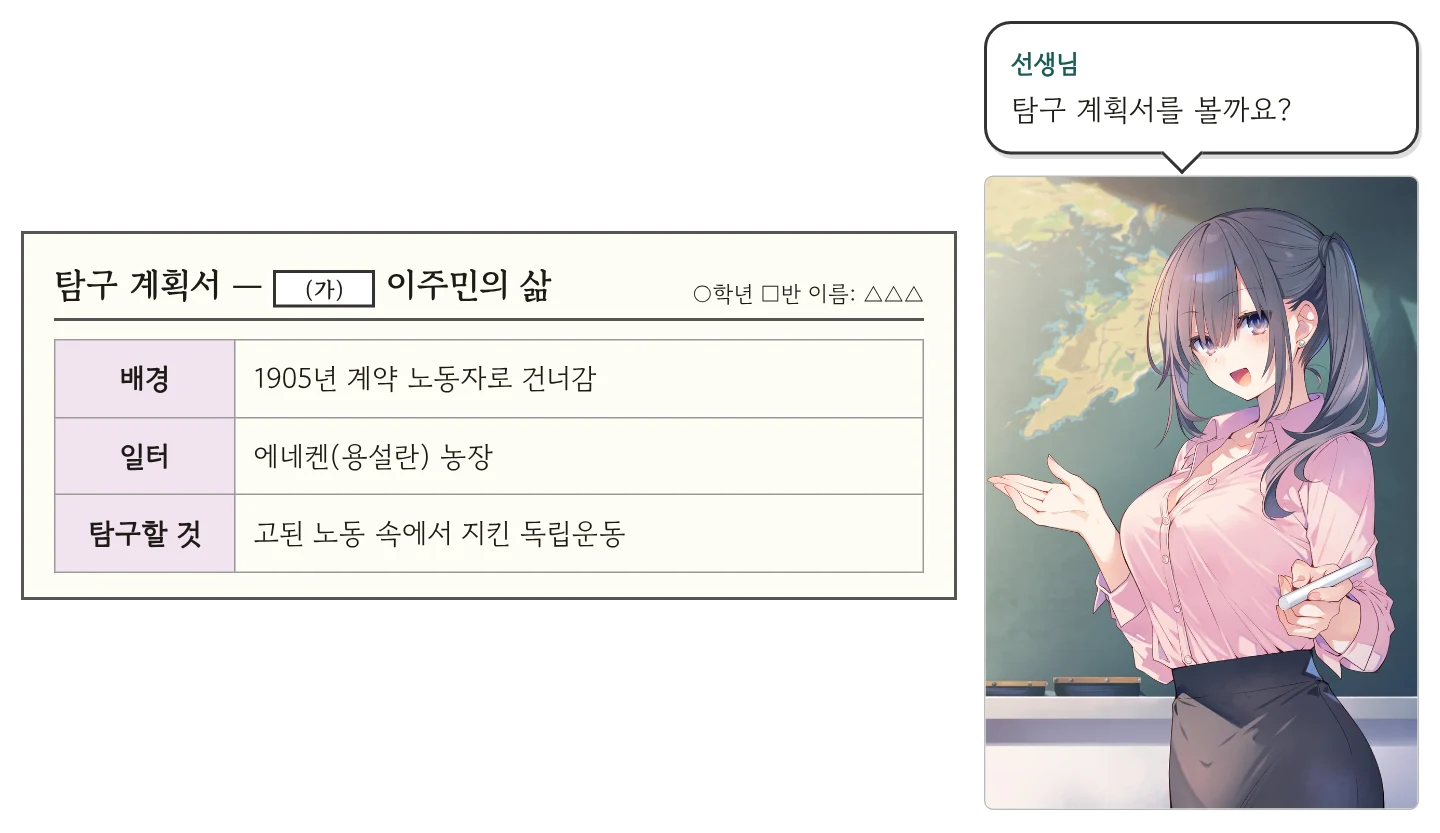 선생님
탐구 계획서를 볼까요?
탐구 계획서 — (가) 이주민의 삶
○학년 □반 이름: △△△
배경
1905년 계약 노동자로 건너감
일터
에네켄(용설란) 농장
탐구할 것
고된 노동 속에서 지킨 독립운동